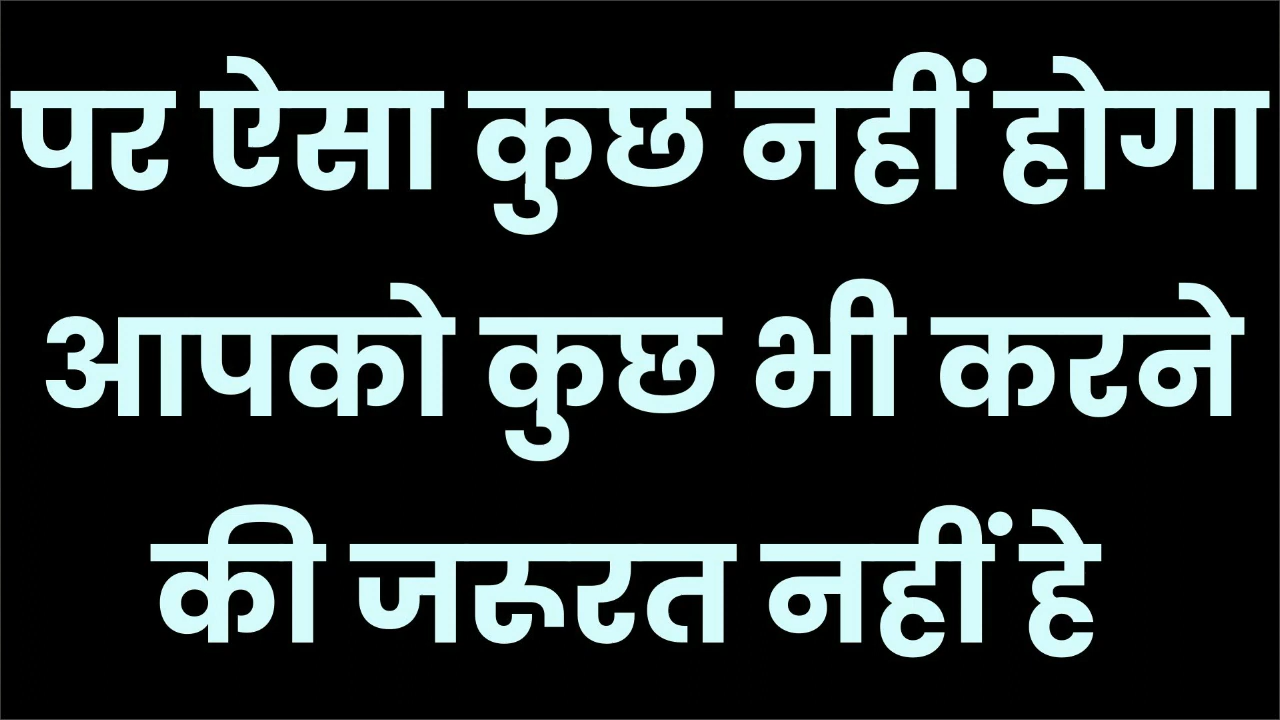 पर ऐसा कुछ नहीं होगा
आपको कुछ भी करने
की जरूरत नहीं हे